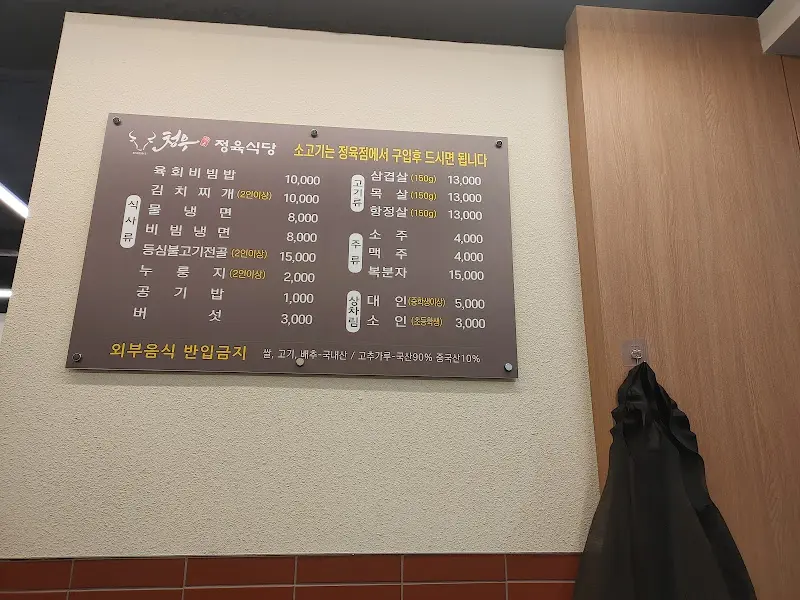 청우 정육식당 소고기는 정육점에서 구입후 드시면 됩니다
식사류
육회비빔밥 10,000
김치찌개(2인이상) 10,000
물냉면 8,000
비빔냉면 8,000
등심불고기전골(2인이상) 15,000
누룽지(2인이상) 2,000
공기밥 1,000
버섯 3,000
고기류
삼겹살(150g) 13,000
목살(150g) 13,000
항정살(150g) 13,000
주류
소주 4,000
맥주 4,000
복분자 15,000
상차림
대인(중학생이상) 5,000
소인(초등학생) 3,000
외부음식 반입금지 쌀, 고기, 배추-국내산 / 고추가루-국산90% 중국산10%